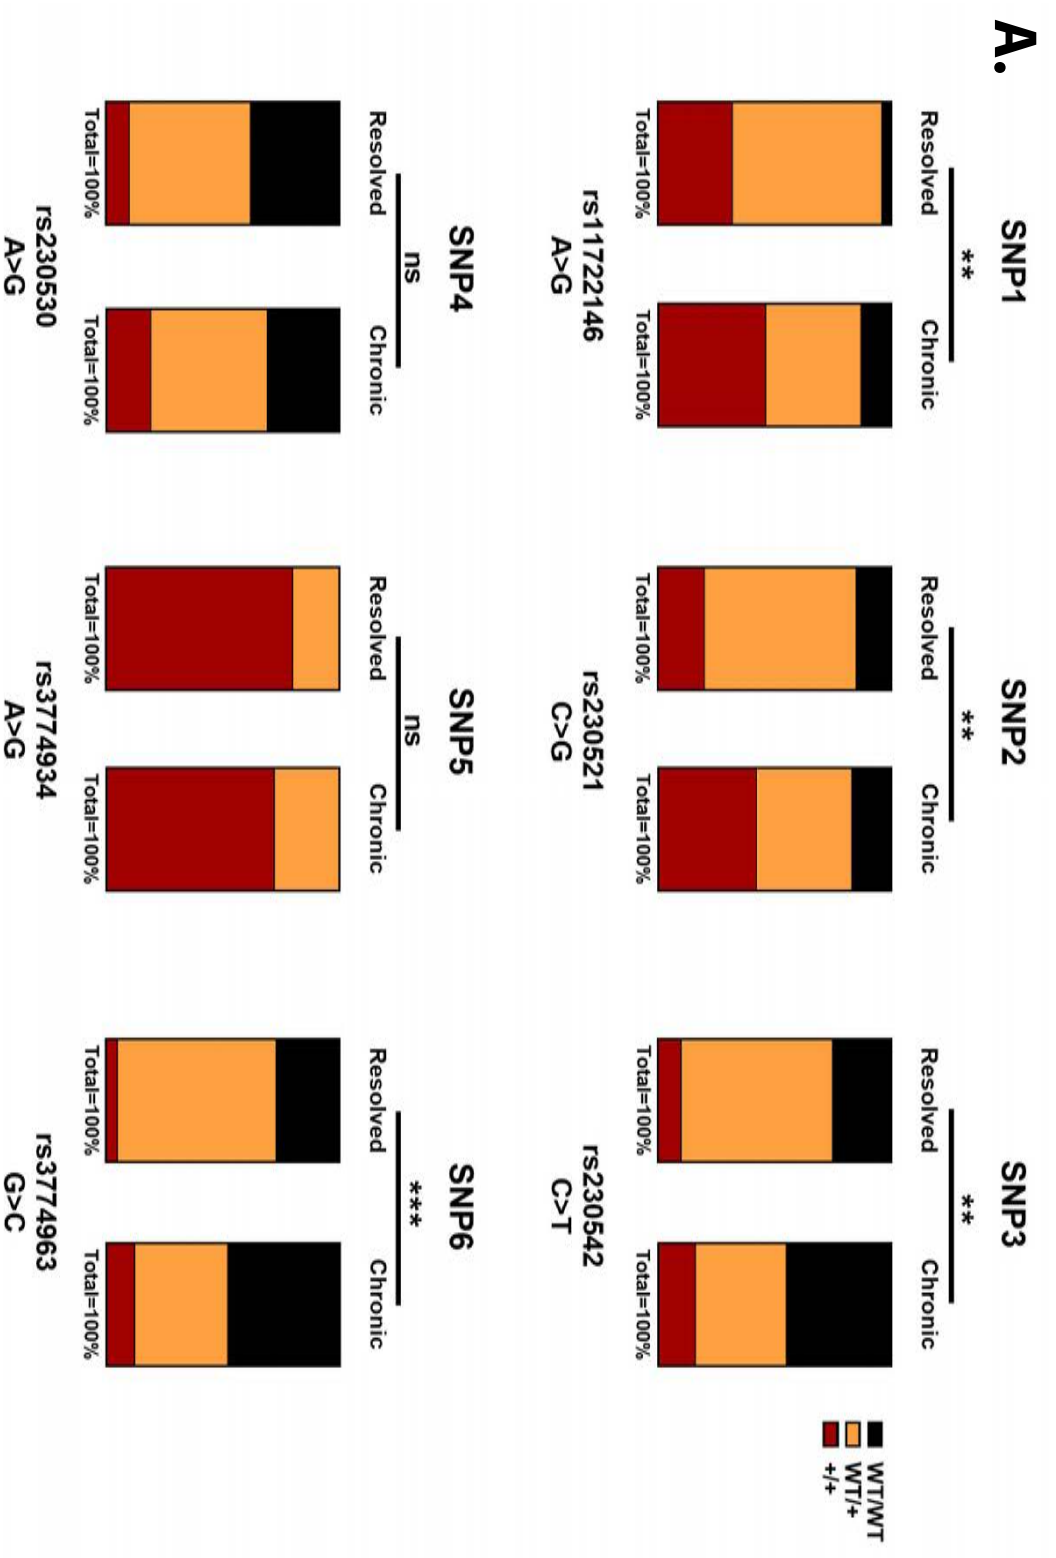 A.
SNP1
**
Resolved Chronic
Total=100% Total=100%
rs11722146
A>G
SNP2
**
Resolved Chronic
Total=100% Total=100%
rs230521
C>G
SNP3
**
Resolved Chronic
Total=100% Total=100%
rs230542
C>T
WT/WT
WT/+
+/+
SNP4
ns
Resolved Chronic
Total=100% Total=100%
rs230530
A>G
SNP5
ns
Resolved Chronic
Total=100% Total=100%
rs3774934
A>G
SNP6
***
Resolved Chronic
Total=100% Total=100%
rs3774963
G>C